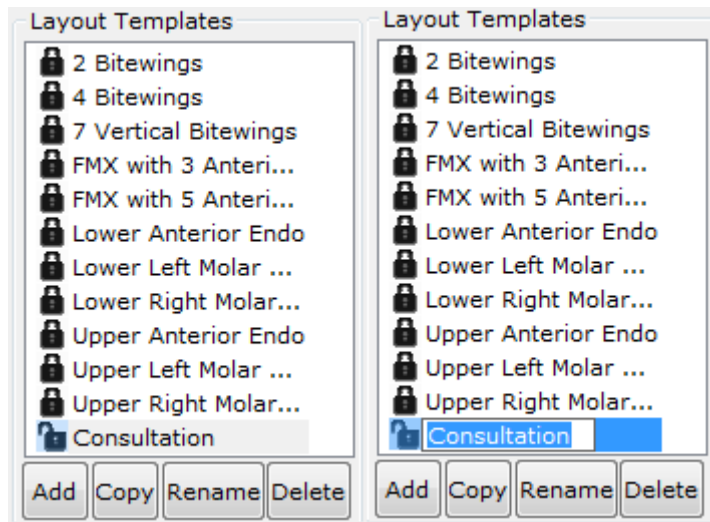 Layout Templates
2 Bitewings
4 Bitewings
7 Vertical Bitewings
FMX with 3 Anteri...
FMX with 5 Anteri...
Lower Anterior Endo
Lower Left Molar ...
Lower Right Molar...
Upper Anterior Endo
Upper Left Molar ...
Upper Right Molar...
Consultation
Add Copy Rename Delete
Layout Templates
2 Bitewings
4 Bitewings
7 Vertical Bitewings
FMX with 3 Anteri...
FMX with 5 Anteri...
Lower Anterior Endo
Lower Left Molar ...
Lower Right Molar...
Upper Anterior Endo
Upper Left Molar ...
Upper Right Molar...
Consultation
Add Copy Rename Delete